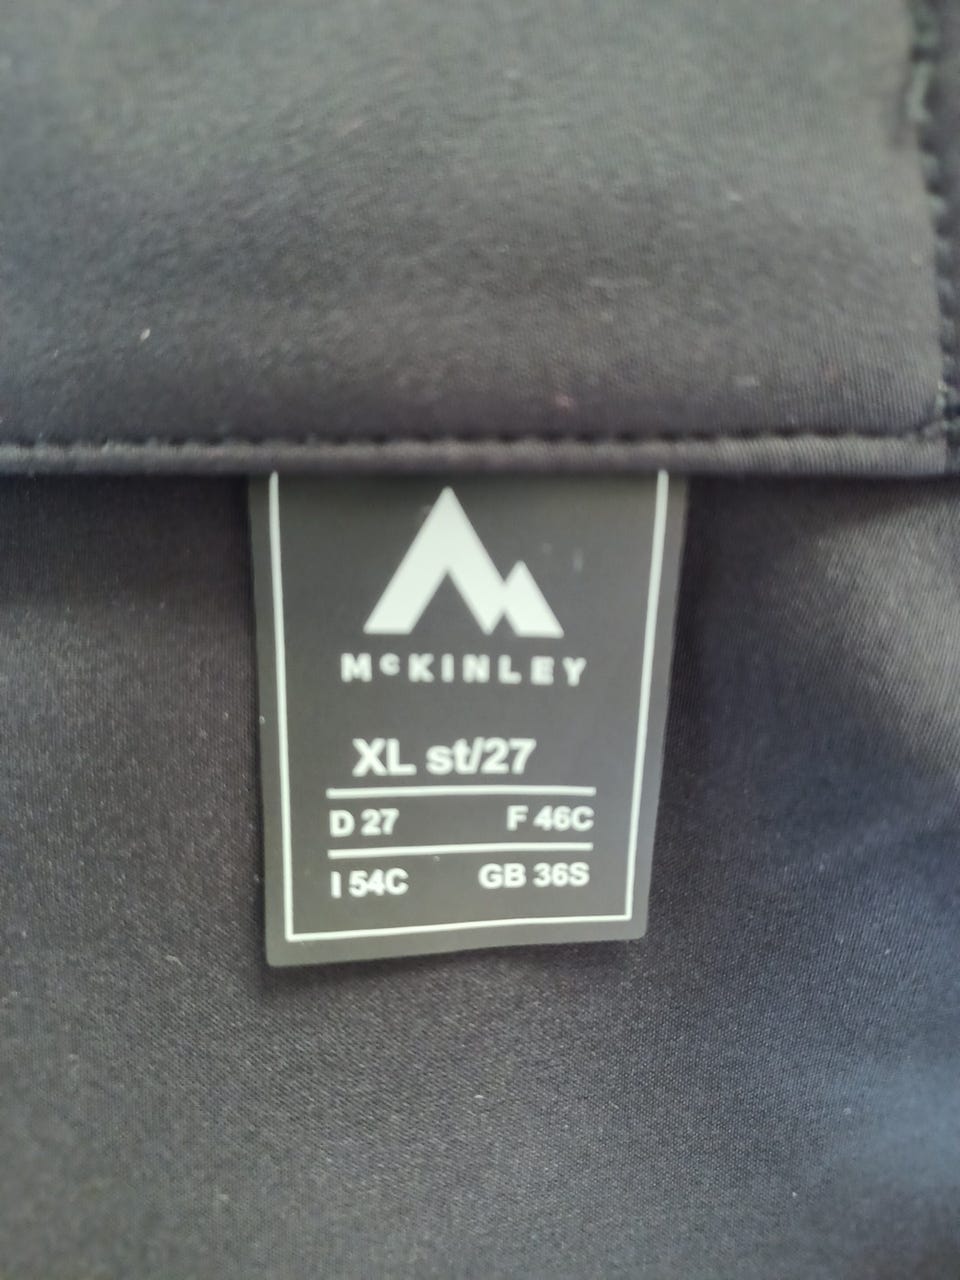 McKINLEY
XL st/27
D 27 F 46C
I 54C GB 36S